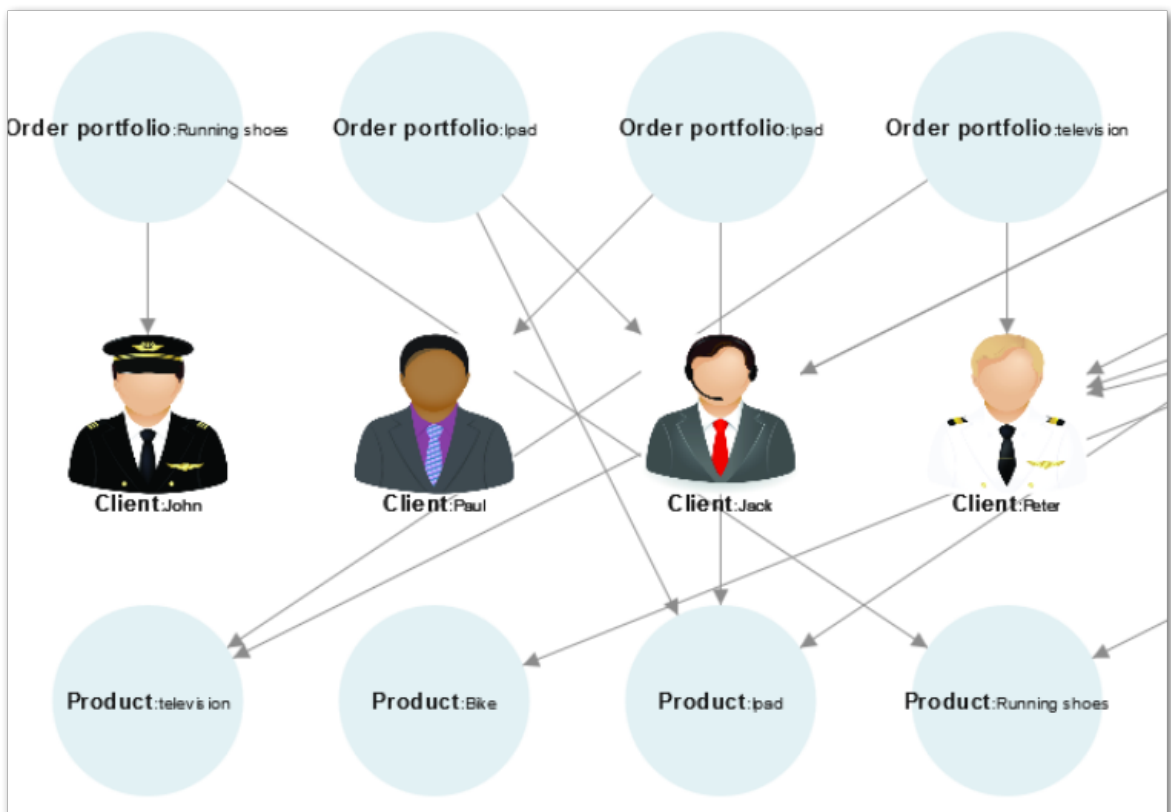 Order portfolio:Running shoes
Order portfolio:Ipad
Order portfolio:Ipad
Order portfolio:television
Client:John
Client:Paul
Client:Jack
Client:Peter
Product:television
Product:Bike
Product:Ipad
Product:Running shoes